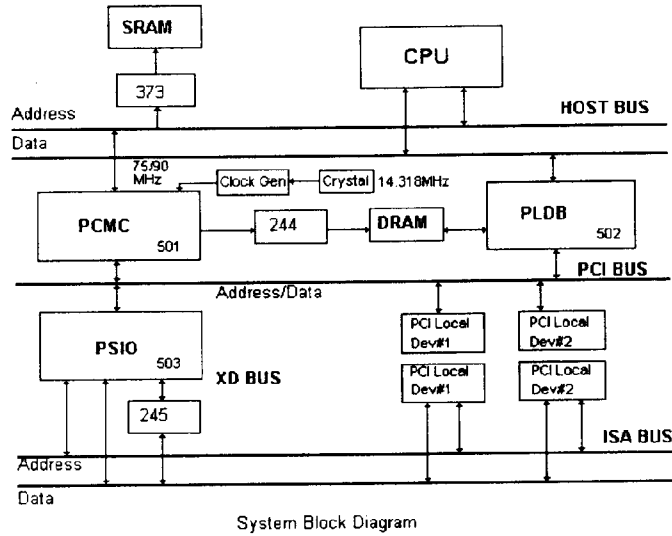 SRAM
CPU
373
Address
HOST BUS
Data
75/90
MHz
Clock Gen
Crystal
14.318MHz
PCMC
501
244
DRAM
PLDB
502
PCI BUS
Address/Data
PSIO
503
PCI Local
Dev#1
PCI Local
Dev#2
XD BUS
PCI Local
Dev#1
PCI Local
Dev#2
245
ISA BUS
Address
Data
System Block Diagram